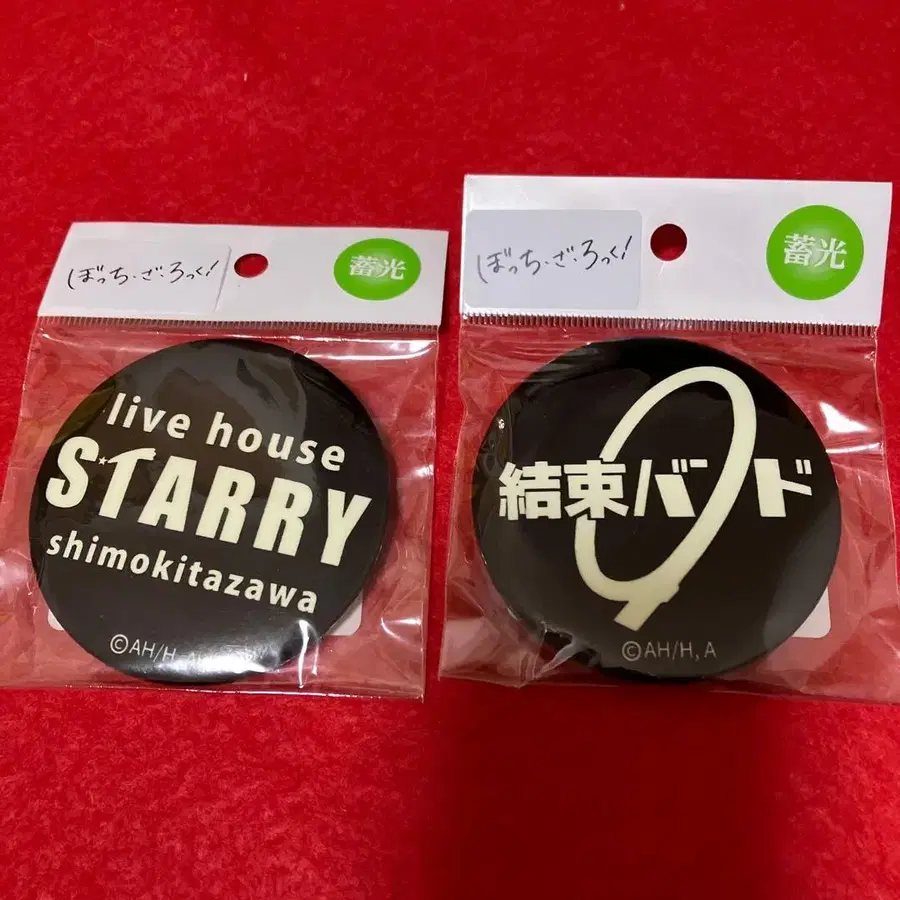 ぼっち・ざ・ろっく!
蓄光
live house
STARRY
shimokitazawa
©AH/H, A
ぼっち・ざ・ろっく!
蓄光
結束バンド
©AH/H, A